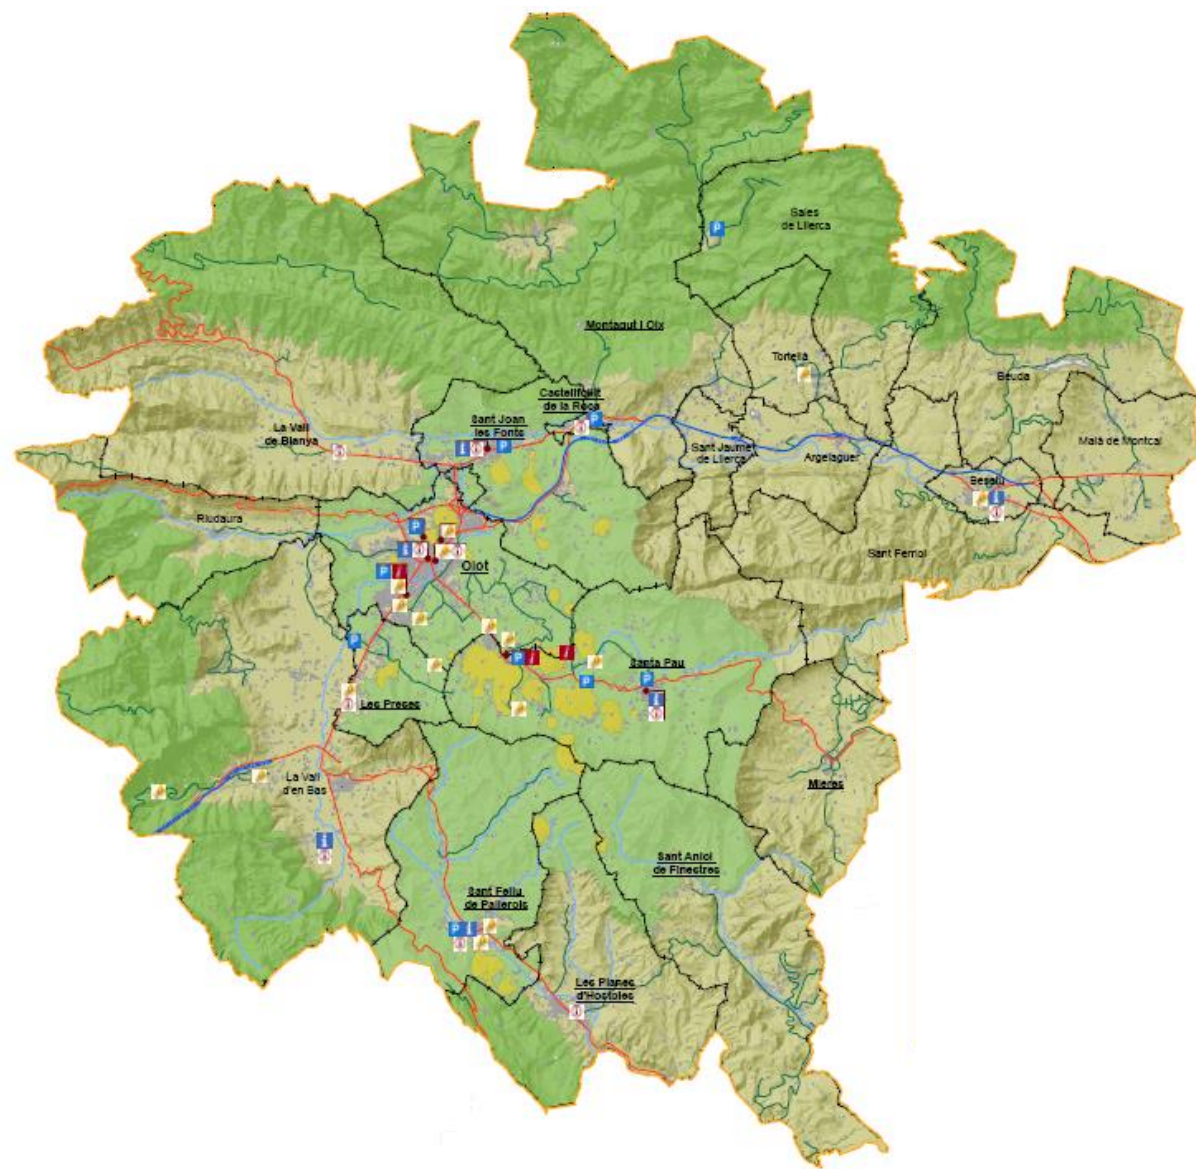 Sales
de Llierca
P
Montagut i Oix
Tortellà
Beuda
Castellfollit
de la Roca
P
La Vall
de Bianya
Sant Joan
les Fonts
i
P
Sant Jaume
de Llierca
Argelaguer
Maià de Montcal
Besalú
i
Riudaura
P
i
Olot
Sant Ferriol
P
i
P
P
i
i
Santa Pau
P
P
i
Les Preses
La Vall
d'en Bas
Mieres
i
Sant Aniol
de Finestres
Sant Feliu
de Pallerols
P
i
Les Planes
d'Hostoles